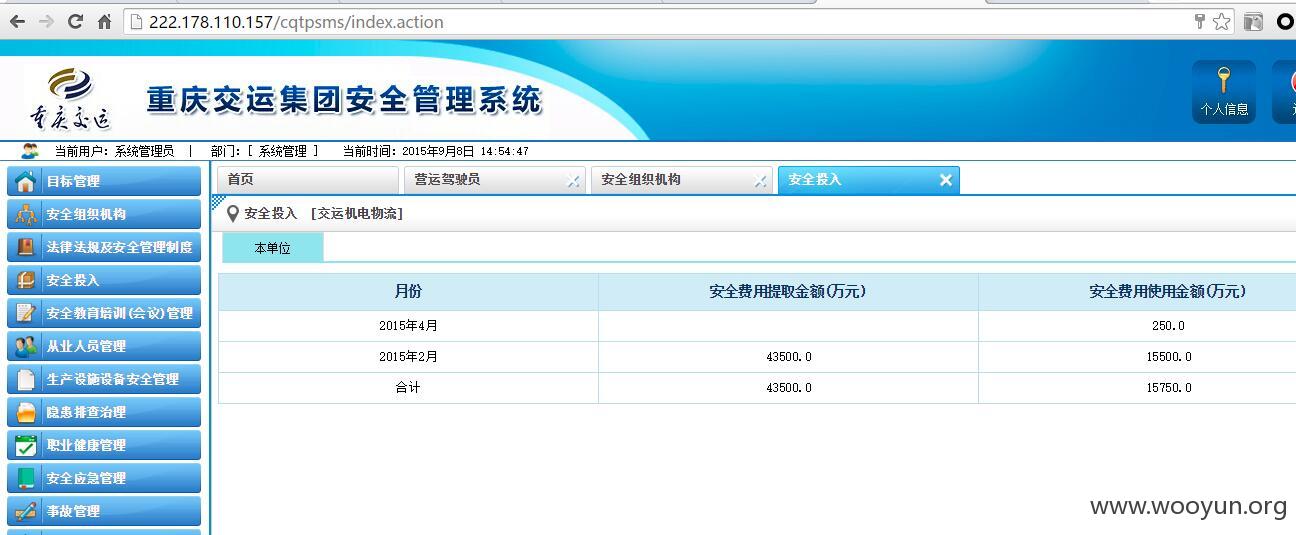 222.178.110.157/cqtpsms/index.action
重庆交运
重庆交运集团安全管理系统
个人信息
当前用户：系统管理员 | 部门：[ 系统管理 ] 当前时间：2015年9月8日 14:54:47
目标管理
安全组织机构
法律法规及安全管理制度
安全投入
安全教育培训(会议)管理
从业人员管理
生产设施设备安全管理
隐患排查治理
职业健康管理
安全应急管理
事故管理
首页 营运驾驶员 安全组织机构 安全投入
安全投入 [交运机电物流]
本单位
月份 安全费用提取金额(万元) 安全费用使用金额(万元)
2015年4月 250.0
2015年2月 43500.0 15500.0
合计 43500.0 15750.0
www.wooyun.org